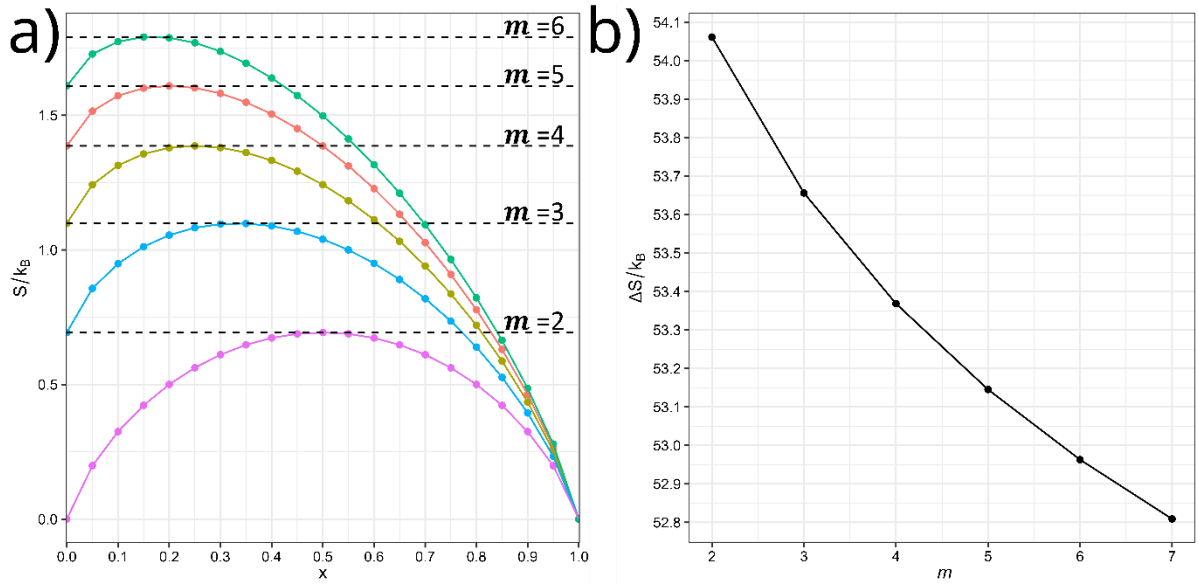 a)
m =6
m =5
m =4
m =3
m =2
1.5
1.0
0.5
0.0
S/k_B
0.0 0.1 0.2 0.3 0.4 0.5 0.6 0.7 0.8 0.9 1.0
x
b)
54.1
54.0
53.9
53.8
53.7
53.6
53.5
53.4
53.3
53.2
53.1
53.0
52.9
52.8
ΔS/k_B
2 3 4 5 6 7
m